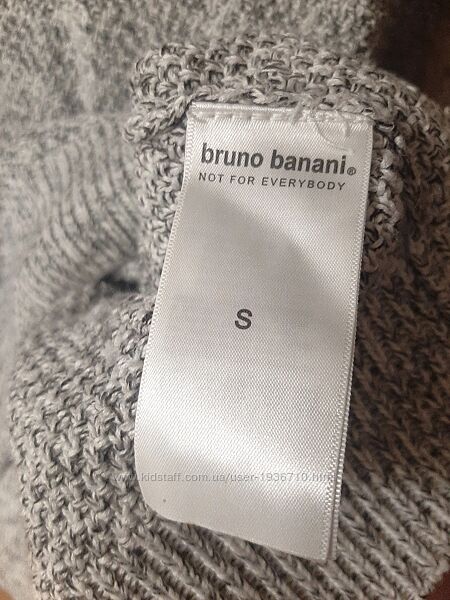 bruno banani®
NOT FOR EVERYBODY
S
www.kidstaff.com.ua/user-1936710.html